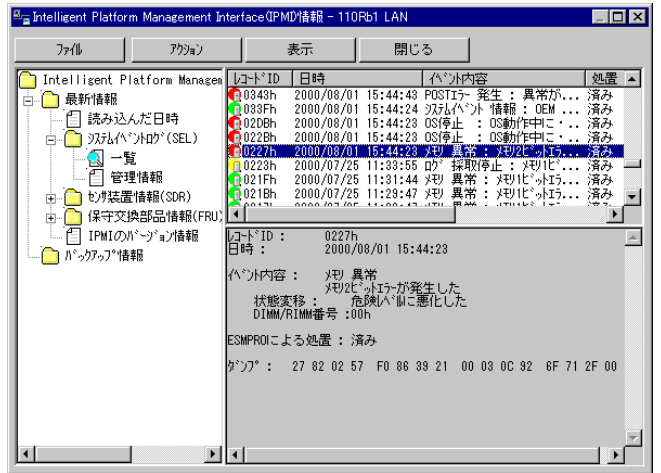 Intelligent Platform Management Interface(IPMI)情報 - 110Rb1 LAN
ファイル アクション 表示 閉じる
Intelligent Platform Managem
最新情報
読み込んだ日時
システムイベントログ(SEL)
一覧
管理情報
センサ装置情報(SDR)
保守交換部品情報(FRU)
IPMIのバージョン情報
バックアップ情報
レコードID 日時 イベント内容 処置
0343h 2000/08/01 15:44:43 POSTエラー 発生 : 異常が... 済み
033Fh 2000/08/01 15:44:24 システムイベント 情報 : OEM ... 済み
02DBh 2000/08/01 15:44:23 OS停止 : OS動作中に・... 済み
022Bh 2000/08/01 15:44:23 OS停止 : OS動作中に・... 済み
0227h 2000/08/01 15:44:23 メモリ 異常 : メモリ2ビットエラ... 済み
0223h 2000/07/25 11:33:55 ログ 採取停止 : メモリ1ビ... 済み
021Fh 2000/07/25 11:31:44 メモリ 異常 : メモリ1ビットエラ... 済み
021Bh 2000/07/25 11:29:47 メモリ 異常 : メモリ1ビットエラ... 済み
レコードID : 0227h
日時 : 2000/08/01 15:44:23
イベント内容 : メモリ 異常
メモリ2ビットエラーが発生した
状態変移 : 危険レベルに悪化した
DIMM/RIMM番号 :00h
ESMPROによる処置 : 済み
ダンプ : 27 82 02 57 F0 86 39 21 00 03 0C 92 6F 71 2F 00